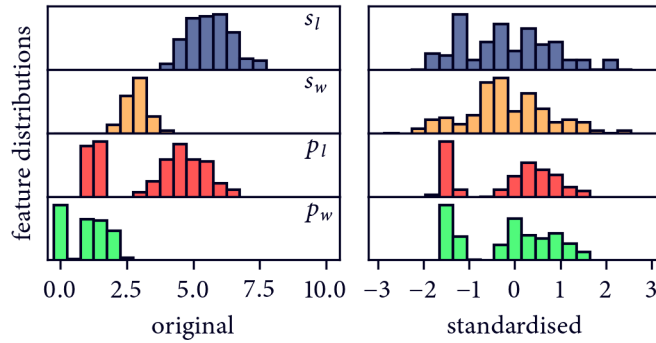 feature distributions
s_l
s_w
p_l
p_w
0.0 2.5 5.0 7.5 10.0
original
−3 −2 −1 0 1 2 3
standardised